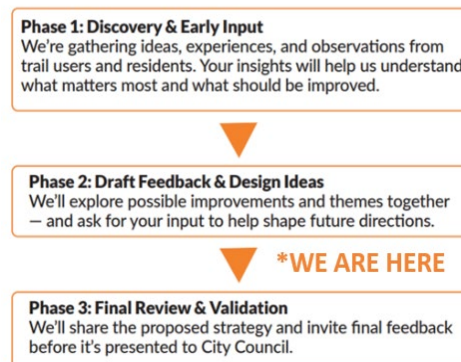 Phase 1: Discovery & Early Input
We're gathering ideas, experiences, and observations from
trail users and residents. Your insights will help us understand
what matters most and what should be improved.
Phase 2: Draft Feedback & Design Ideas
We'll explore possible improvements and themes together
— and ask for your input to help shape future directions.
*WE ARE HERE
Phase 3: Final Review & Validation
We'll share the proposed strategy and invite final feedback
before it's presented to City Council.